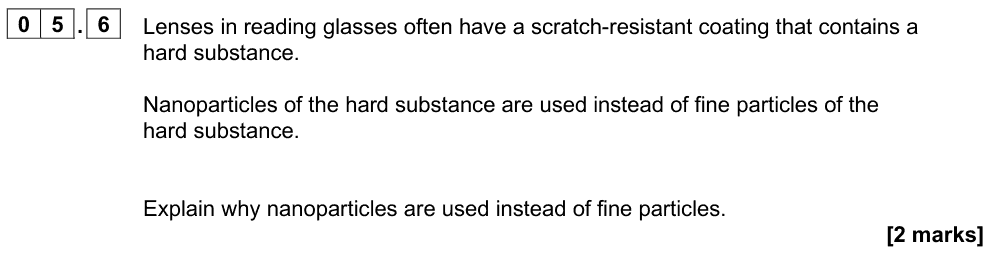 0 5 . 6 Lenses in reading glasses often have a scratch-resistant coating that contains a
hard substance.
Nanoparticles of the hard substance are used instead of fine particles of the
hard substance.
Explain why nanoparticles are used instead of fine particles.
[2 marks]